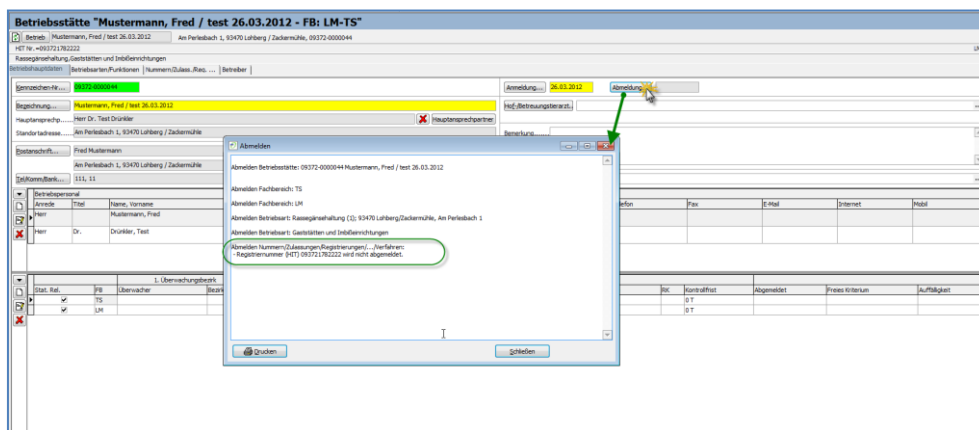 Betriebsstätte "Mustermann, Fred / test 26.03.2012 - FB: LM-TS"
Betrieb Mustermann, Fred / test 26.03.2012 Am Perlesbach 1, 93470 Lohberg / Zackermühle, 09372-0000044
HIT Nr.=093721782222
Rassegänsehaltung,Gaststätten und Imbißeinrichtungen
Betriebshauptdaten Betriebsarten/Funktionen Nummern/Zulass./Reg. ... Betreiber
Kennzeichen-Nr... 09372-0000044 Anmeldung... 26.03.2012 Abmeldung...
Bezeichnung... Mustermann, Fred / test 26.03.2012 Hof-/Betreuungstierarzt..
Hauptansprechp... Herr Dr. Test Drünkler Hauptansprechpartner
Standortadresse..... Am Perlesbach 1, 93470 Lohberg / Zackermühle Bemerkung.......
Postanschrift... Fred Mustermann
Am Perlesbach 1, 93470 Lohberg / Zackermühle
Tel/Komm/Bank... 111, 11
Betriebspersonal
Anrede Titel Name, Vorname Telefon Fax E-Mail Internet Mobil
Herr Mustermann, Fred
Herr Dr. Drünkler, Test
1. Überwachungsbezirk
Stat. Rel. FB Überwacher Bezirk RK Kontrollfrist Abgemeldet Freies Kriterium Auffälligkeit
TS 0 T
LM 0 T
Abmelden
Abmelden Betriebsstätte: 09372-0000044 Mustermann, Fred / test 26.03.2012
Abmelden Fachbereich: TS
Abmelden Fachbereich: LM
Abmelden Betriebsart: Rassegänsehaltung (1); 93470 Lohberg/Zackermühle, Am Perlesbach 1
Abmelden Betriebsart: Gaststätten und Imbißeinrichtungen
Abmelden Nummern/Zulassungen/Registrierungen/.../Verfahren:
- Registriernummer (HIT) 093721782222 wird nicht abgemeldet.
Drucken Schließen